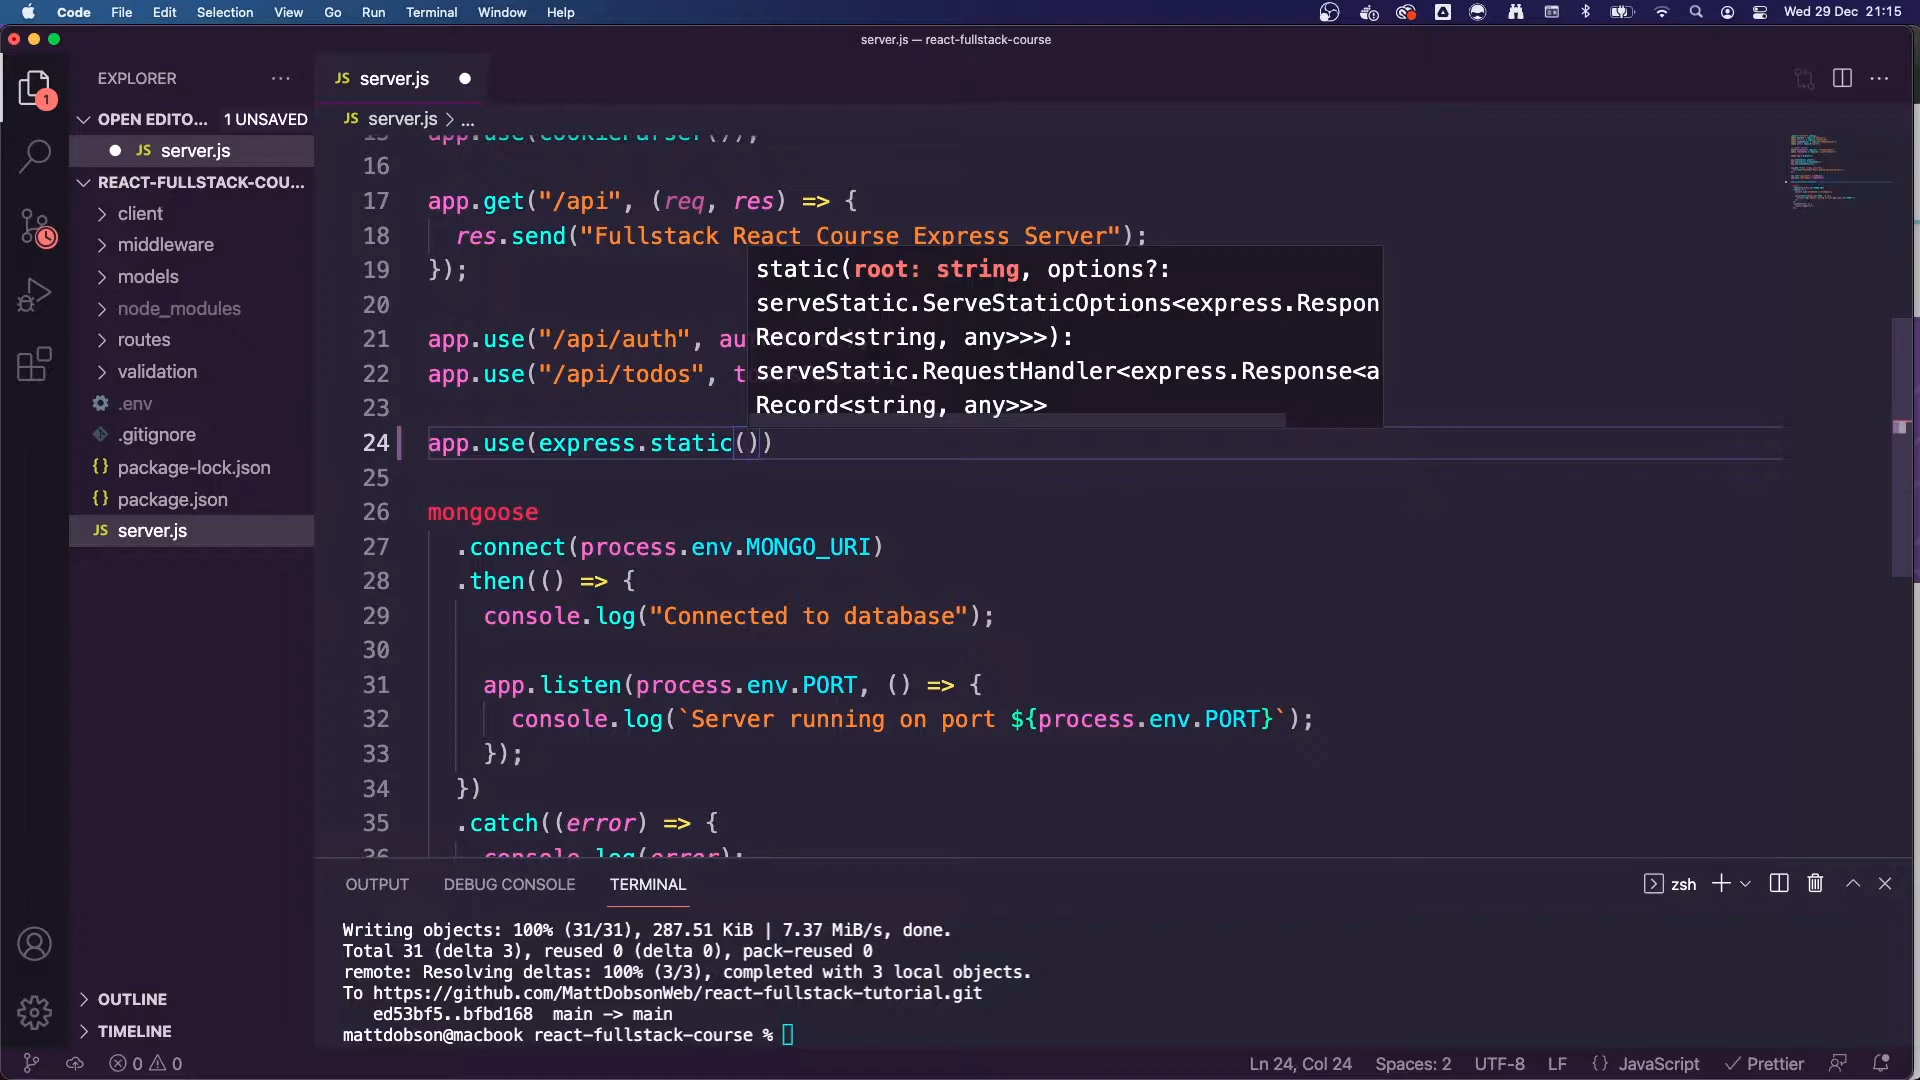 Code File Edit Selection View Go Run Terminal Window Help Wed 29 Dec 21:15
server.js — react-fullstack-course
EXPLORER
1
OPEN EDITO... 1 UNSAVED
JS server.js
REACT-FULLSTACK-COU...
client
middleware
models
node_modules
routes
validation
.env
.gitignore
{} package-lock.json
{} package.json
JS server.js
OUTLINE
TIMELINE
JS server.js
JS server.js > ...
15 app.use(cookieParser());
16
17 app.get("/api", (req, res) => {
18 res.send("Fullstack React Course Express Server");
19 });
20
21 app.use("/api/auth", au
22 app.use("/api/todos", t
23
static(root: string, options?:
serveStatic.ServeStaticOptions<express.Respon
Record<string, any>>>):
serveStatic.RequestHandler<express.Response<a
Record<string, any>>>
24 app.use(express.static())
25
26 mongoose
27 .connect(process.env.MONGO_URI)
28 .then(() => {
29 console.log("Connected to database");
30
31 app.listen(process.env.PORT, () => {
32 console.log(`Server running on port ${process.env.PORT}`);
33 });
34 })
35 .catch((error) => {
36 console.log(error);
OUTPUT DEBUG CONSOLE TERMINAL zsh
Writing objects: 100% (31/31), 287.51 KiB | 7.37 MiB/s, done.
Total 31 (delta 3), reused 0 (delta 0), pack-reused 0
remote: Resolving deltas: 100% (3/3), completed with 3 local objects.
To https://github.com/MattDobsonWeb/react-fullstack-tutorial.git
ed53bf5..bfbd168 main -> main
mattdobson@macbook react-fullstack-course %
0 0 Ln 24, Col 24 Spaces: 2 UTF-8 LF {} JavaScript Prettier